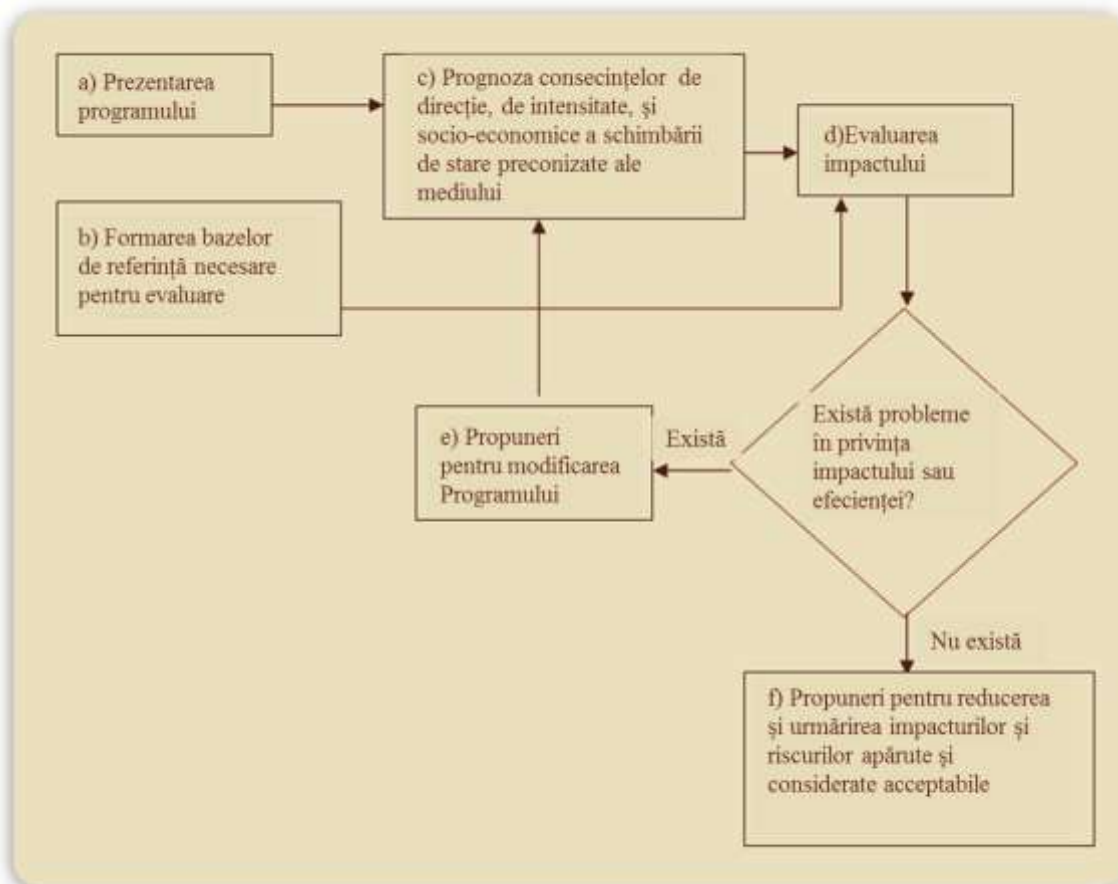 a) Prezentarea
programului
c) Prognoza consecințelor de
direcție, de intensitate, și
socio-economice a schimbării
de stare preconizate ale
mediului
d)Evaluarea
impactului
b) Formarea bazelor
de referință necesare
pentru evaluare
Există probleme
în privința
impactului sau
efecienței?
Există
e) Propuneri
pentru modificarea
Programului
Nu există
f) Propuneri pentru reducerea
și urmărirea impacturilor și
riscurilor apărute și
considerate acceptabile